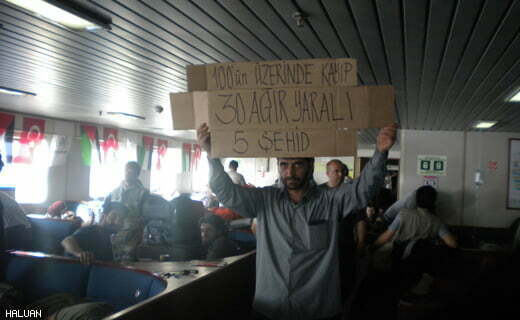 100'ün ÜZERİNDE KAYIP
30 AĞIR YARALI
5 ŞEHİD
HALUAN